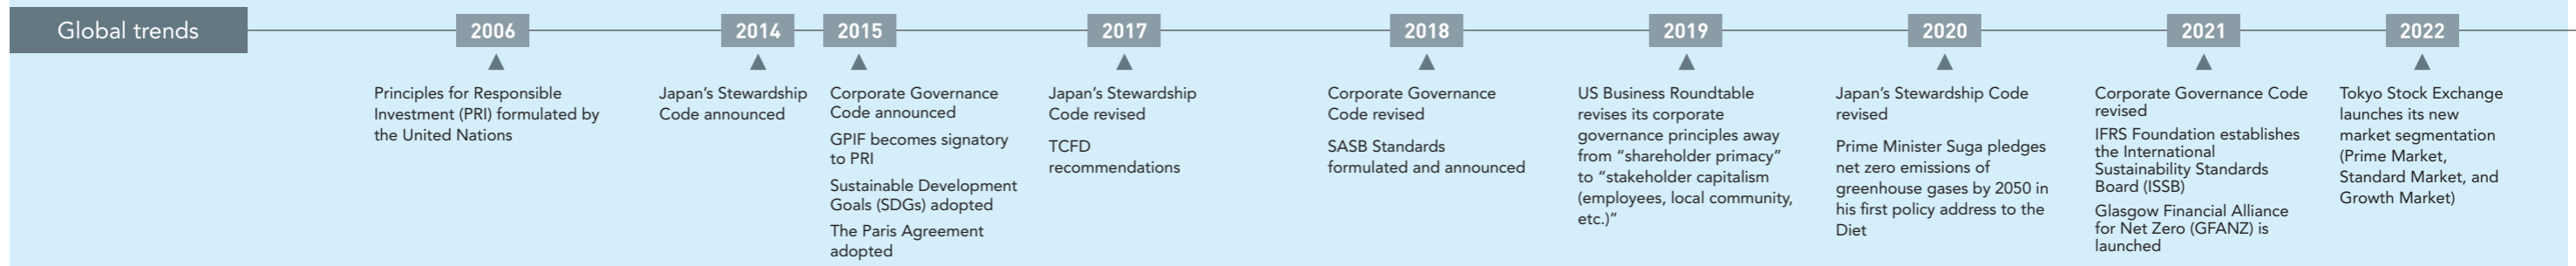 Global trends
2006
Principles for Responsible
Investment (PRI) formulated by
the United Nations
2014
Japan’s Stewardship
Code announced
2015
Corporate Governance
Code announced
GPIF becomes signatory
to PRI
Sustainable Development
Goals (SDGs) adopted
The Paris Agreement
adopted
2017
Japan’s Stewardship
Code revised
TCFD
recommendations
2018
Corporate Governance
Code revised
SASB Standards
formulated and announced
2019
US Business Roundtable
revises its corporate
governance principles away
from “shareholder primacy”
to “stakeholder capitalism
(employees, local community,
etc.)”
2020
Japan’s Stewardship Code
revised
Prime Minister Suga pledges
net zero emissions of
greenhouse gases by 2050 in
his first policy address to the
Diet
2021
Corporate Governance Code
revised
IFRS Foundation establishes
the International
Sustainability Standards
Board (ISSB)
Glasgow Financial Alliance
for Net Zero (GFANZ) is
launched
2022
Tokyo Stock Exchange
launches its new
market segmentation
(Prime Market,
Standard Market, and
Growth Market)